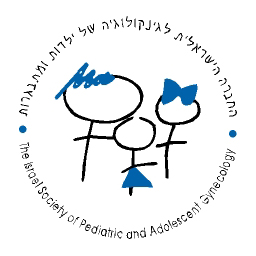 החברה הישראלית לגינקולוגיה של ילדות ומתבגרות
The Israel Society of Pediatric and Adolescent Gynecology